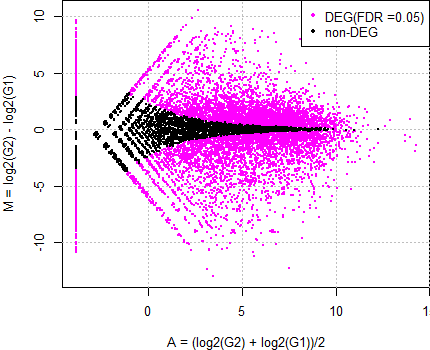 DEG(FDR =0.05)
non-DEG
10
5
0
-5
-10
M = log2(G2) - log2(G1)
0
5
10
A = (log2(G2) + log2(G1))/2